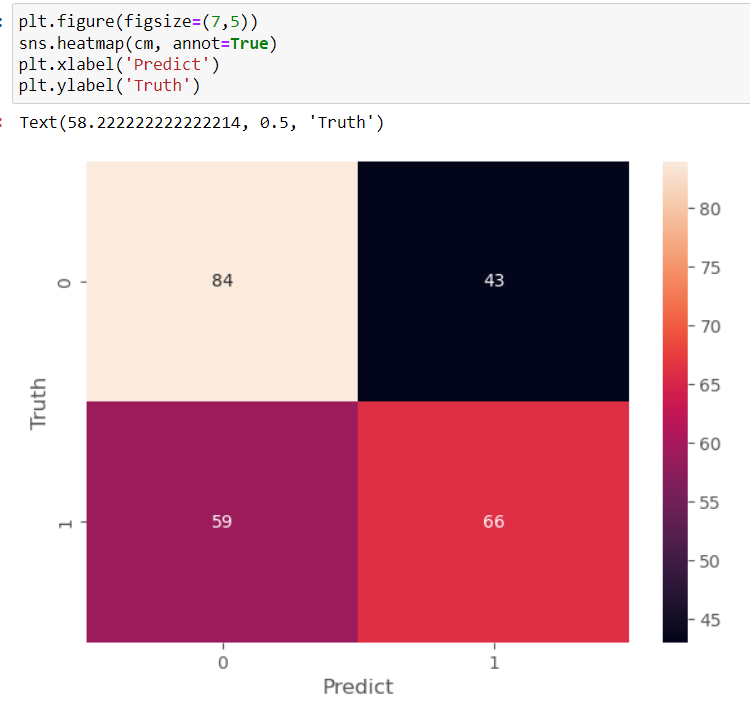 plt.figure(figsize=(7,5))
sns.heatmap(cm, annot=True)
plt.xlabel('Predict')
plt.ylabel('Truth')
Text(58.222222222222214, 0.5, 'Truth')
80
75
70
65
60
55
50
45
0
84
43
Truth
1
59
66
0
1
Predict